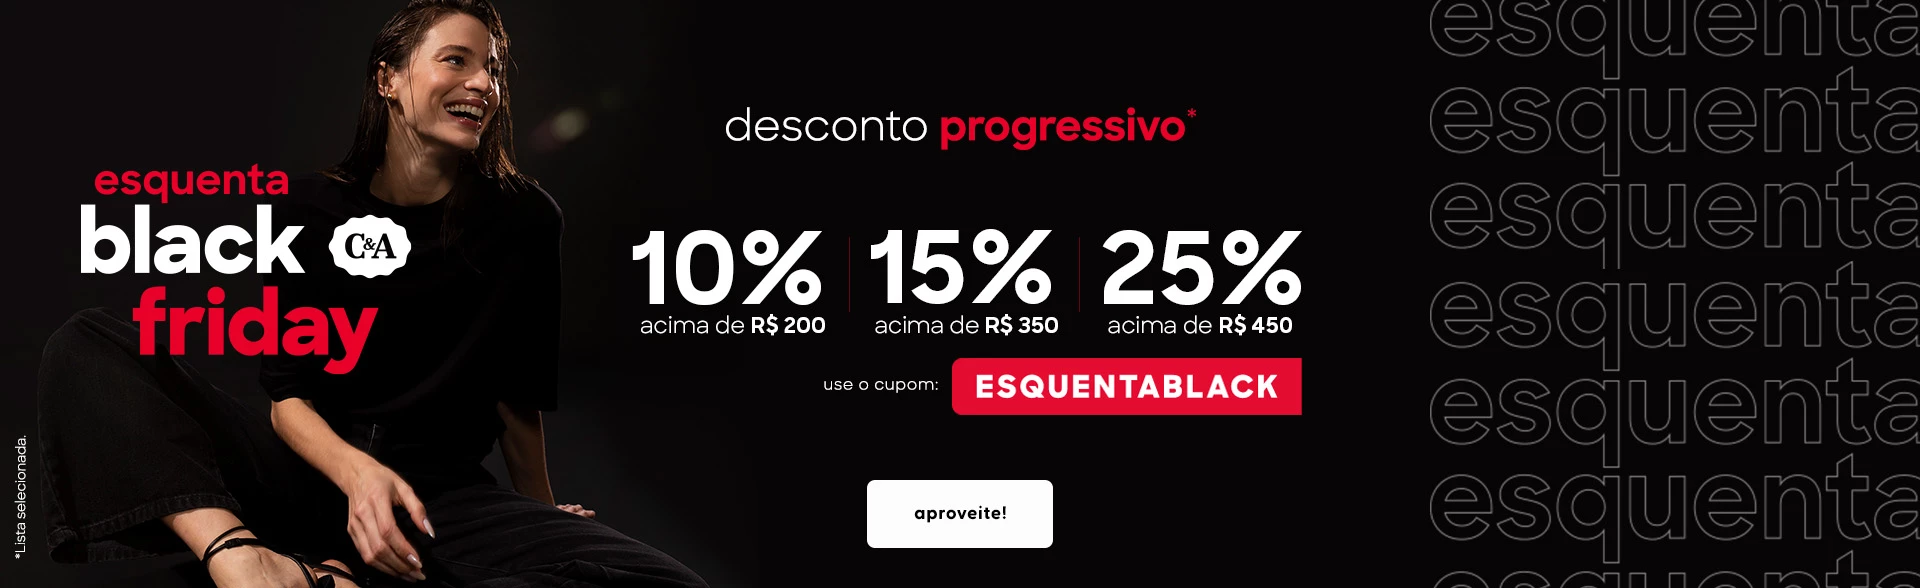 esquenta
black
C&A
friday
*Lista selecionada.
desconto progressivo*
10%
acima de R$ 200
15%
acima de R$ 350
25%
acima de R$ 450
use o cupom: ESQUENTABLACK
aproveite!
esquenta
esquenta
esquenta
esquenta
esquenta
esquenta
esquenta